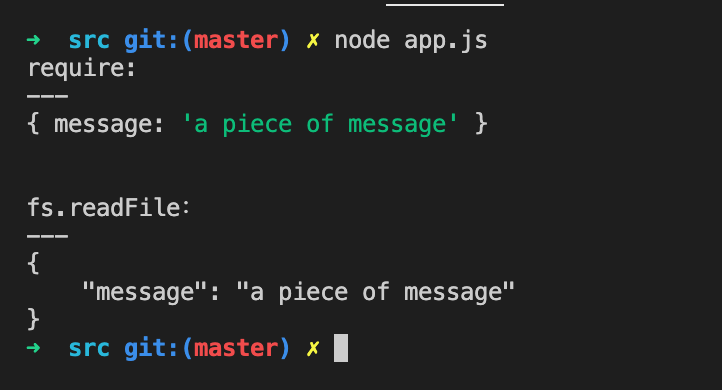 ➜  src git:(master) ✗ node app.js
require:
---
{ message: 'a piece of message' }
fs.readFile:
---
{
    "message": "a piece of message"
}
➜  src git:(master) ✗